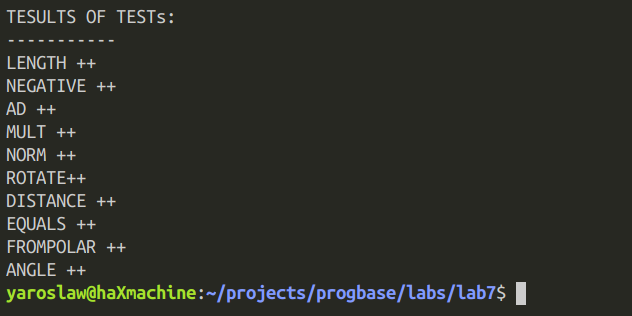 TESULTS OF TESTs:
-----------
LENGTH ++
NEGATIVE ++
AD ++
MULT ++
NORM ++
ROTATE++
DISTANCE ++
EQUALS ++
FROMPOLAR ++
ANGLE ++
yaroslaw@haXmachine:~/projects/progbase/labs/lab7$